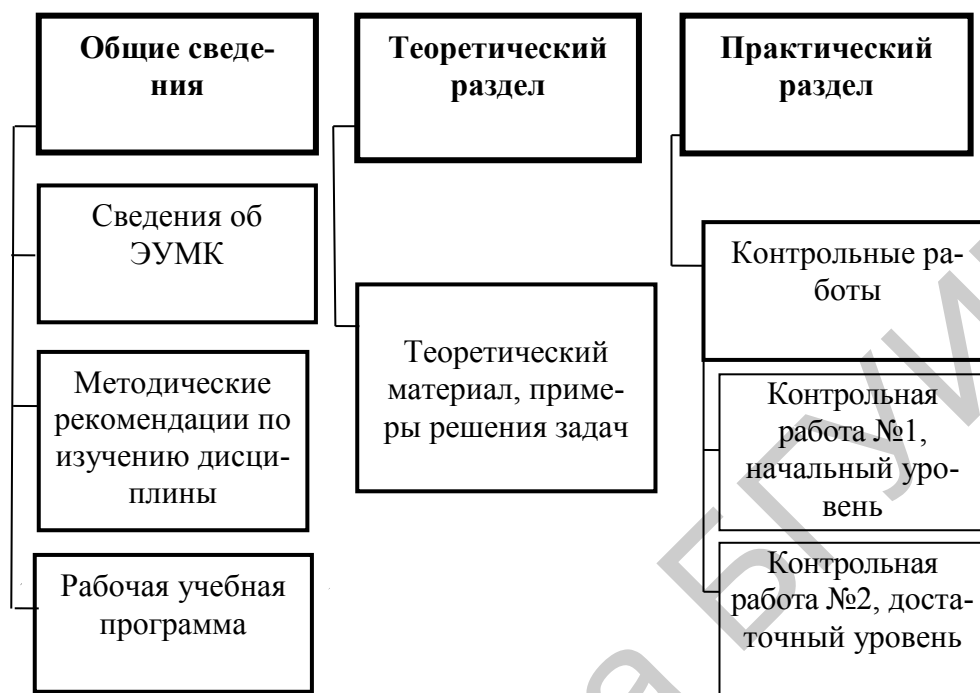 Общие сведе-
ния
Сведения об
ЭУМК
Методические
рекомендации по
изучению дисци-
плины
Рабочая учебная
программа
Теоретический
раздел
Теоретический
материал, приме-
ры решения задач
Практический
раздел
Контрольные ра-
боты
Контрольная
работа №1,
начальный уро-
вень
Контрольная
работа №2, доста-
точный уровень